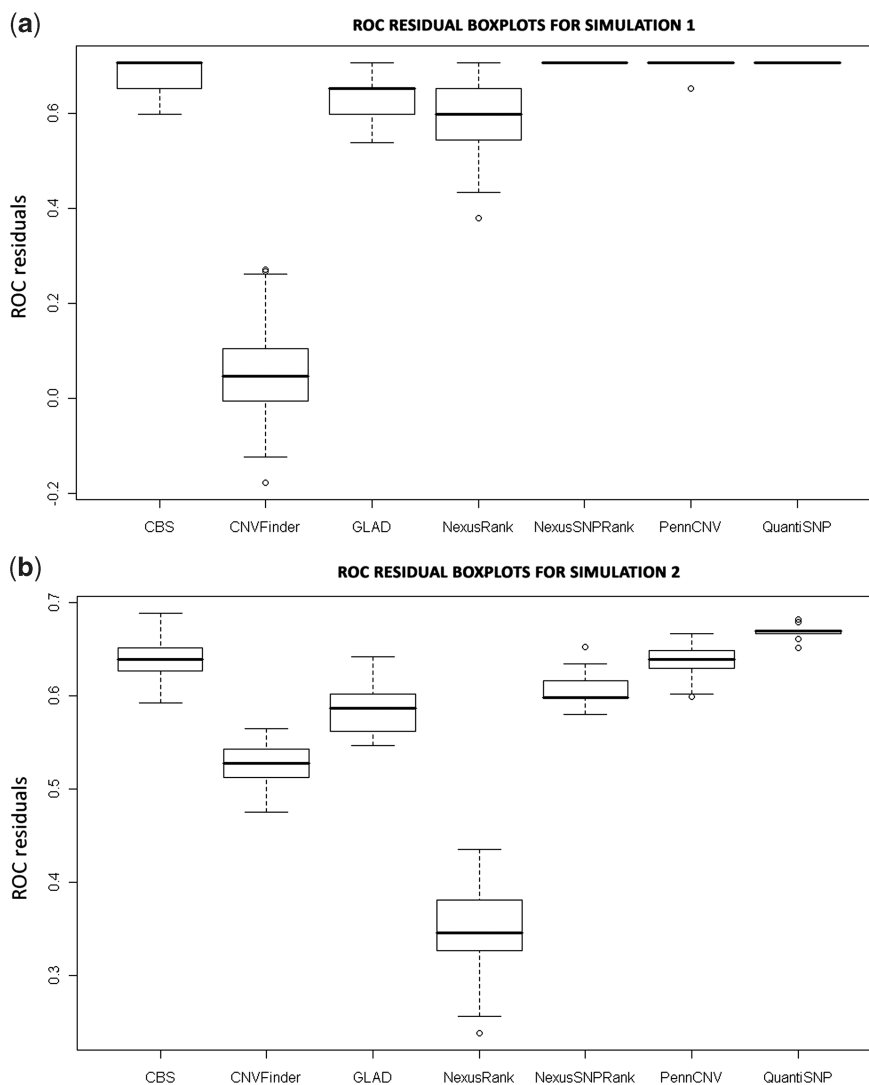 (a)
ROC RESIDUAL BOXPLOTS FOR SIMULATION 1
ROC residuals
0.6
0.4
0.2
0.0
-0.2
CBS CNVFinder GLAD NexusRank NexusSNPRank PennCNV QuantiSNP
(b)
ROC RESIDUAL BOXPLOTS FOR SIMULATION 2
ROC residuals
0.7
0.6
0.5
0.4
0.3
CBS CNVFinder GLAD NexusRank NexusSNPRank PennCNV QuantiSNP